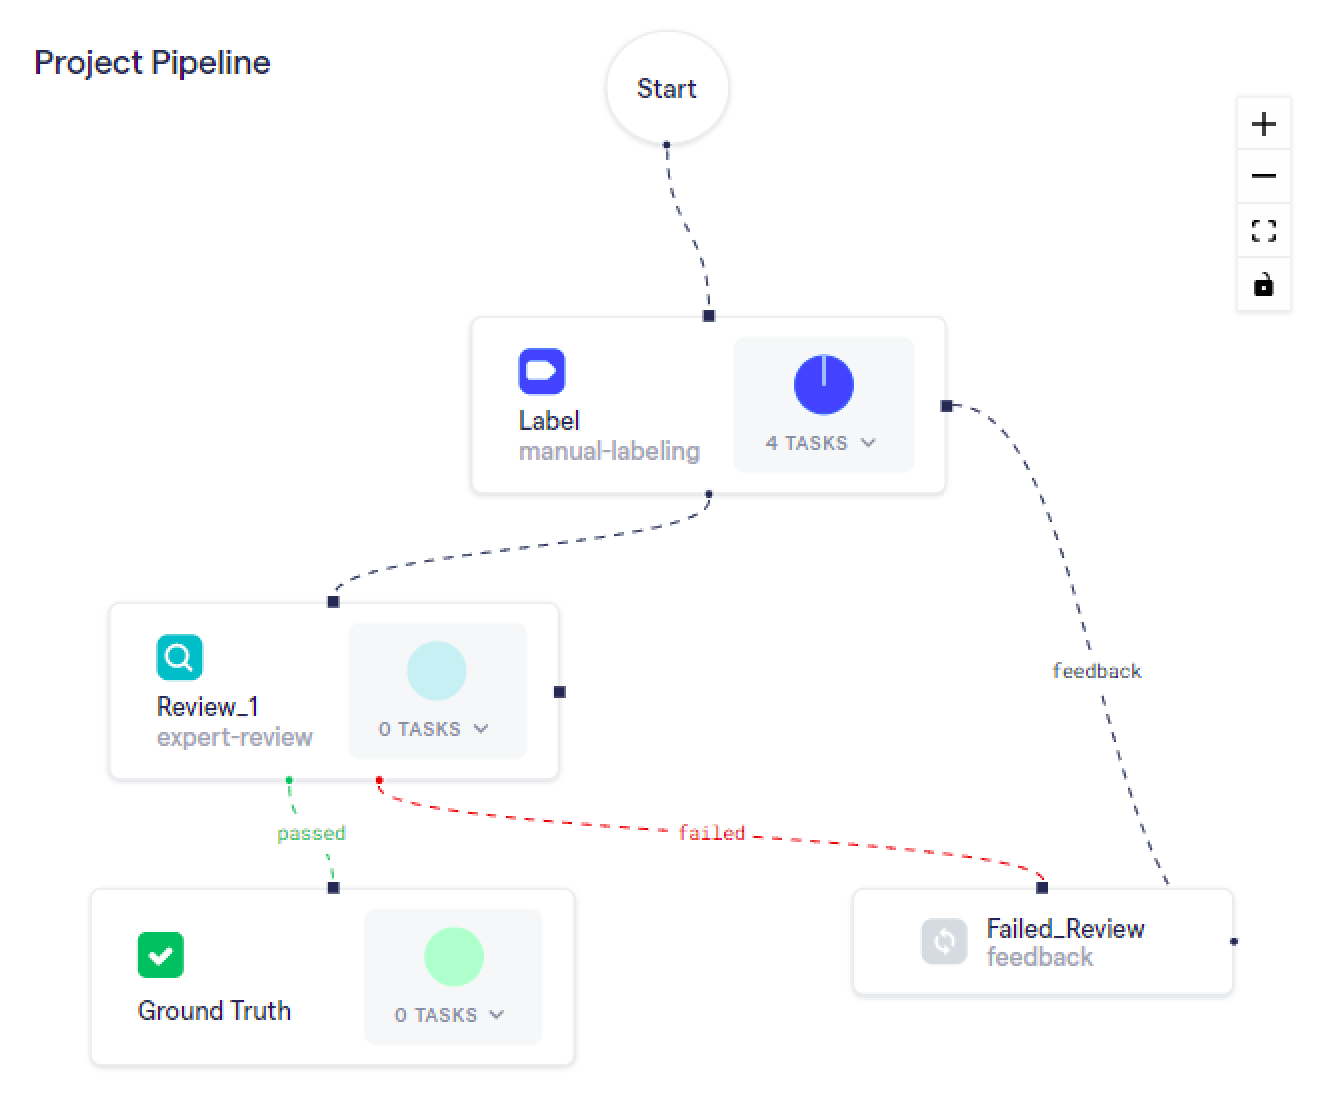 Project Pipeline
Start
Label
manual-labeling
4 TASKS
feedback
Review_1
expert-review
0 TASKS
passed
failed
Ground Truth
0 TASKS
Failed_Review
feedback